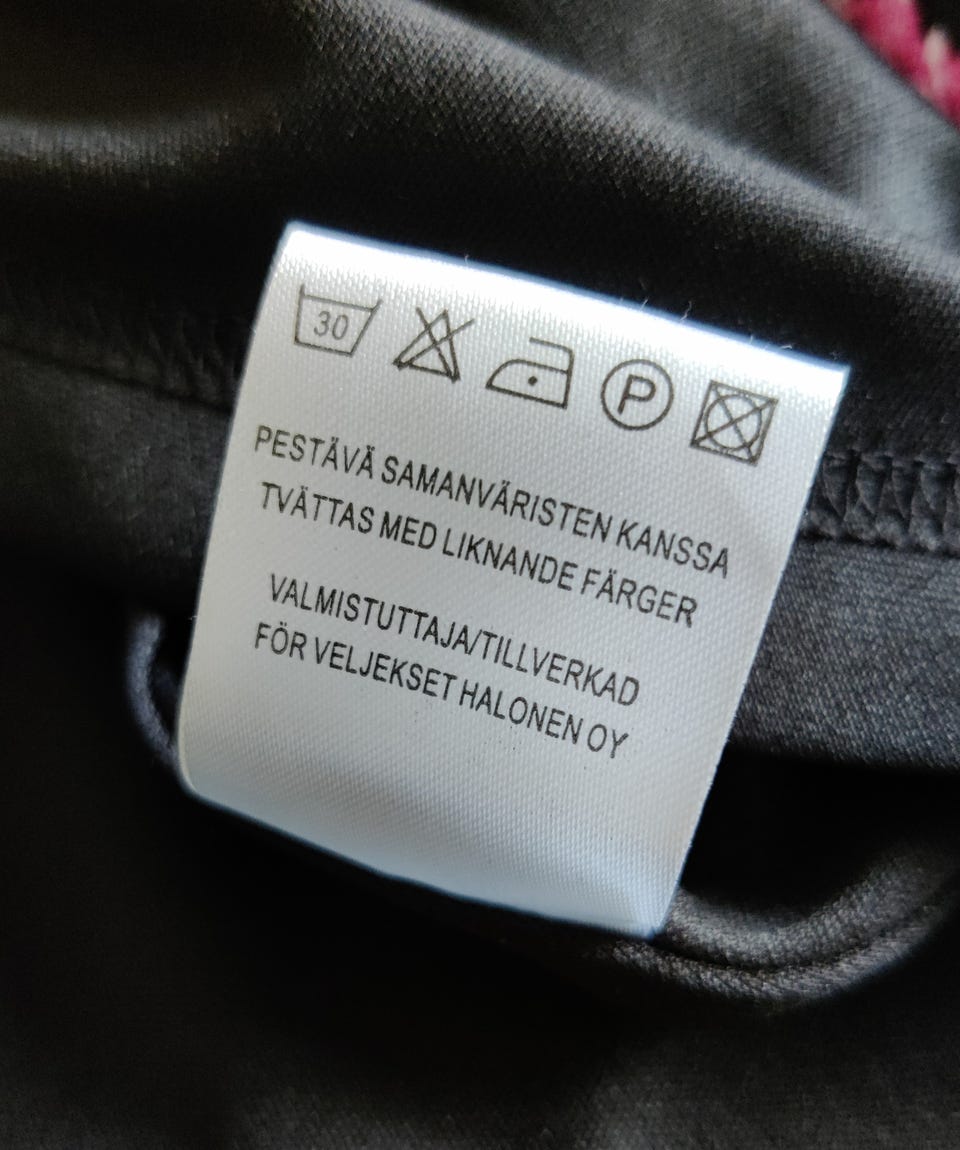 30 P
PESTÄVÄ SAMANVÄRISTEN KANSSA
TVÄTTAS MED LIKNANDE FÄRGER
VALMISTUTTAJA/TILLVERKAD
FÖR VELJEKSET HALONEN OY